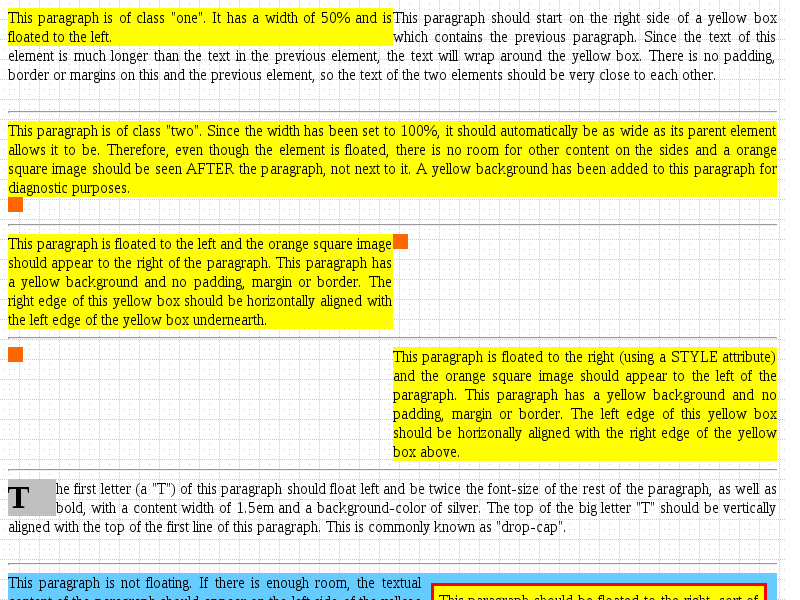 This paragraph is of class "one". It has a width of 50% and is
floated to the left.
This paragraph should start on the right side of a yellow box
which contains the previous paragraph. Since the text of this
element is much longer than the text in the previous element, the text will wrap around the yellow box. There is no padding,
border or margins on this and the previous element, so the text of the two elements should be very close to each other.
This paragraph is of class "two". Since the width has been set to 100%, it should automatically be as wide as its parent element
allows it to be. Therefore, even though the element is floated, there is no room for other content on the sides and a orange
square image should be seen AFTER the paragraph, not next to it. A yellow background has been added to this paragraph for
diagnostic purposes.
This paragraph is floated to the left and the orange square image
should appear to the right of the paragraph. This paragraph has
a yellow background and no padding, margin or border. The
right edge of this yellow box should be horizontally aligned with
the left edge of the yellow box undernearth.
This paragraph is floated to the right (using a STYLE attribute)
and the orange square image should appear to the left of the
paragraph. This paragraph has a yellow background and no
padding, margin or border. The left edge of this yellow box
should be horizonally aligned with the right edge of the yellow
box above.
The first letter (a "T") of this paragraph should float left and be twice the font-size of the rest of the paragraph, as well as
bold, with a content width of 1.5em and a background-color of silver. The top of the big letter "T" should be vertically
aligned with the top of the first line of this paragraph. This is commonly known as "drop-cap".
This paragraph is not floating. If there is enough room, the textual
content of the paragraph should appear on the left side of the yellow
This paragraph should be floated to the right, sort of